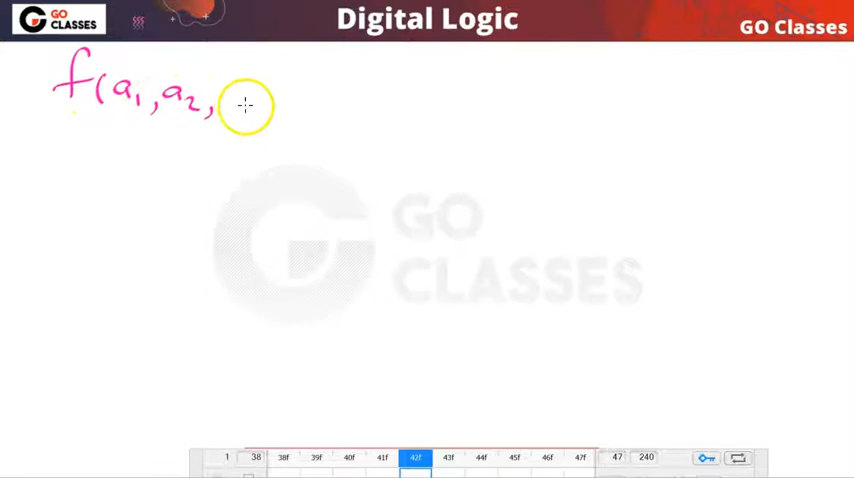 GO CLASSES
Digital Logic
GO Classes
f(a₁, a₂,
GO
CLASSES
1 38 38f 39f 40f 41f 42f 43f 44f 45f 46f 47f 47 240